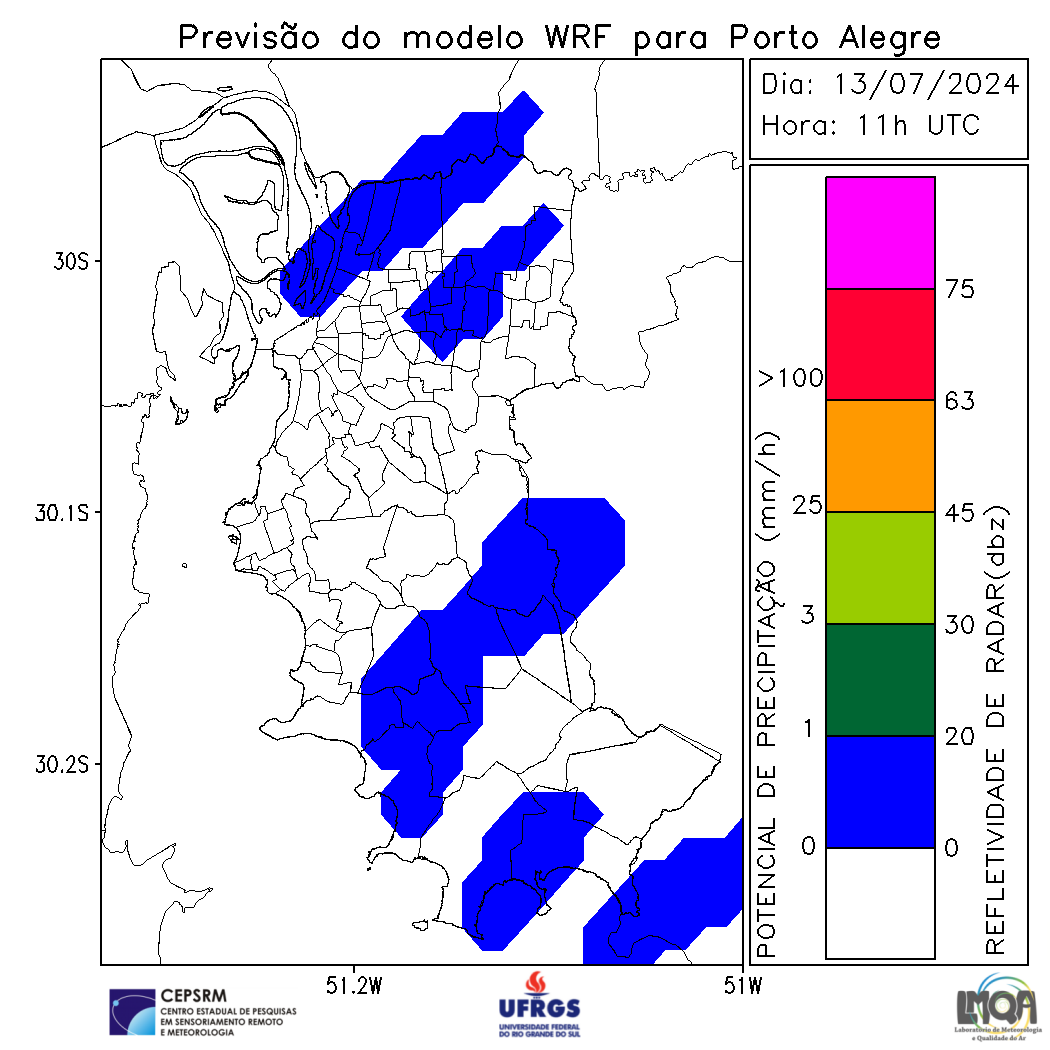 Previsão do modelo WRF para Porto Alegre
Dia: 13/07/2024
Hora: 11h UTC
30S
30.1S
30.2S
51.2W
51W
POTENCIAL DE PRECIPITAÇÃO (mm/h)
>100
25
3
1
0
75
63
45
30
20
0
REFLETIVIDADE DE RADAR(dbz)
CEPSRM
CENTRO ESTADUAL DE PESQUISAS
EM SENSORIAMENTO REMOTO
E METEOROLOGIA
UFRGS
UNIVERSIDADE FEDERAL
DO RIO GRANDE DO SUL
LMQA
Laboratório de Meteorologia
e Qualidade do Ar